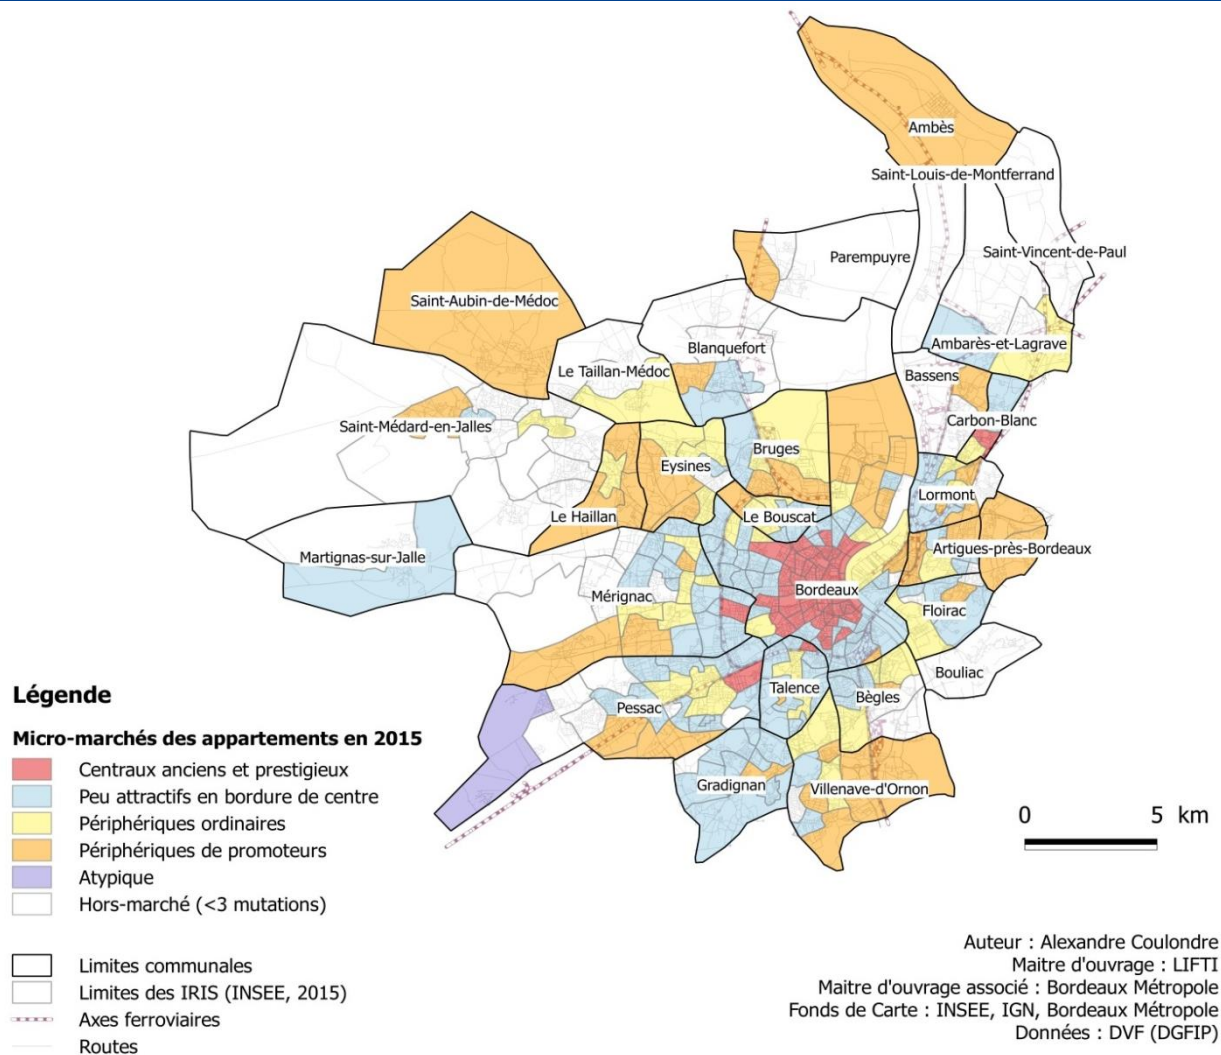 Ambès
Saint-Louis-de-Montferrand
Saint-Vincent-de-Paul
Parempuyre
Saint-Aubin-de-Médoc
Ambarès-et-Lagrave
Blanquefort
Le Taillan-Médoc
Bassens
Carbon-Blanc
Saint-Médard-en-Jalles
Bruges
Eysines
Lormont
Le Haillan
Le Bouscat
Artigues-près-Bordeaux
Martignas-sur-Jalle
Mérignac
Bordeaux
Floirac
Bouliac
Talence
Bègles
Pessac
Gradignan
Villenave-d'Ornon
Légende
Micro-marchés des appartements en 2015
Centraux anciens et prestigieux
Peu attractifs en bordure de centre
Périphériques ordinaires
Périphériques de promoteurs
Atypique
Hors-marché (<3 mutations)
Limites communales
Limites des IRIS (INSEE, 2015)
Axes ferroviaires
Routes
0 5 km
Auteur : Alexandre Coulondre
Maitre d'ouvrage : LIFTI
Maitre d'ouvrage associé : Bordeaux Métropole
Fonds de Carte : INSEE, IGN, Bordeaux Métropole
Données : DVF (DGFIP)